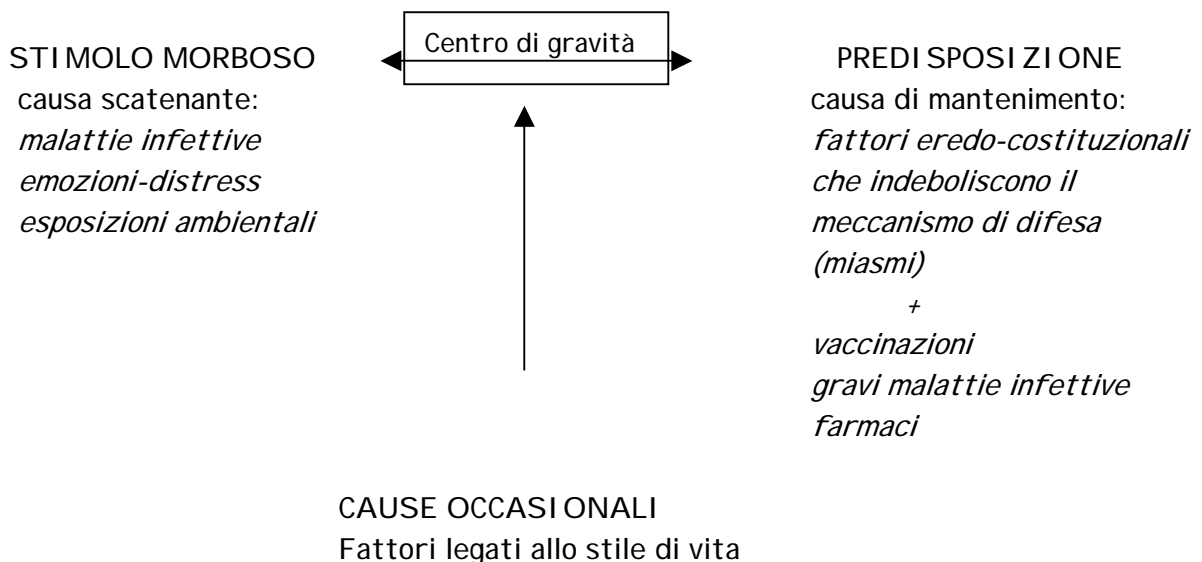 Centro di gravità
STIMOLO MORBOSO
causa scatenante:
malattie infettive
emozioni-distress
esposizioni ambientali
PREDISPOSIZIONE
causa di mantenimento:
fattori eredo-costituzionali
che indeboliscono il
meccanismo di difesa
(miasmi)
+
vaccinazioni
gravi malattie infettive
farmaci
CAUSE OCCASIONALI
Fattori legati allo stile di vita